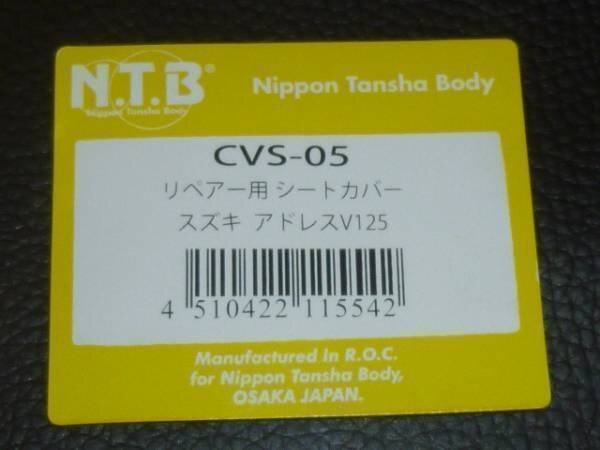 N.T.B®
Nippon Tansha Body
Nippon Tansha Body
CVS-05
リペアー用 シートカバー
スズキ アドレスV125
4 510422 115542
Manufactured In R.O.C.
for Nippon Tansha Body,
OSAKA JAPAN.